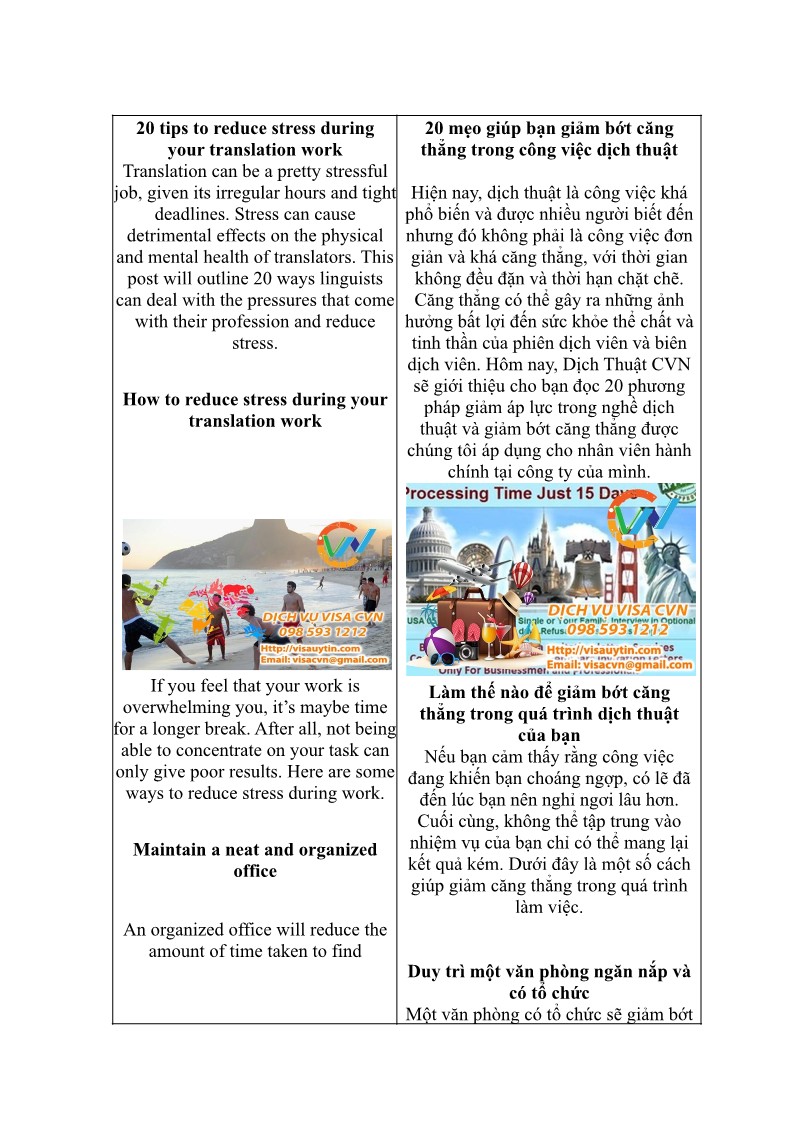 20 tips to reduce stress during
your translation work
Translation can be a pretty stressful
job, given its irregular hours and tight
deadlines. Stress can cause
detrimental effects on the physical
and mental health of translators. This
post will outline 20 ways linguists
can deal with the pressures that come
with their profession and reduce
stress.
How to reduce stress during your
translation work
DỊCH VỤ VISA CVN
098 593 1212
Http://visauytin.com
Email: visacvn@gmail.com
If you feel that your work is
overwhelming you, it’s maybe time
for a longer break. After all, not being
able to concentrate on your task can
only give poor results. Here are some
ways to reduce stress during work.
Maintain a neat and organized
office
An organized office will reduce the
amount of time taken to find
20 mẹo giúp bạn giảm bớt căng
thẳng trong công việc dịch thuật
Hiện nay, dịch thuật là công việc khá
phổ biến và được nhiều người biết đến
nhưng đó không phải là công việc đơn
giản và khá căng thẳng, với thời gian
không đều đặn và thời hạn chặt chẽ.
Căng thẳng có thể gây ra những ảnh
hưởng bất lợi đến sức khỏe thể chất và
tinh thần của phiên dịch viên và biên
dịch viên. Hôm nay, Dịch Thuật CVN
sẽ giới thiệu cho bạn đọc 20 phương
pháp giảm áp lực trong nghề dịch
thuật và giảm bớt căng thẳng được
chúng tôi áp dụng cho nhân viên hành
chính tại công ty của mình.
Processing Time Just 15 Days
DỊCH VỤ VISA CVN
USA
Single or Your Family, Interview in Optional
098 593 1212
Http://visauytin.com
Email: visacvn@gmail.com
Only For Businessmen and Professional
Làm thế nào để giảm bớt căng
thẳng trong quá trình dịch thuật
của bạn
Nếu bạn cảm thấy rằng công việc
đang khiến bạn choáng ngợp, có lẽ đã
đến lúc bạn nên nghỉ ngơi lâu hơn.
Cuối cùng, không thể tập trung vào
nhiệm vụ của bạn chỉ có thể mang lại
kết quả kém. Dưới đây là một số cách
giúp giảm căng thẳng trong quá trình
làm việc.
Duy trì một văn phòng ngăn nắp và
có tổ chức
Một văn phòng có tổ chức sẽ giảm bớt